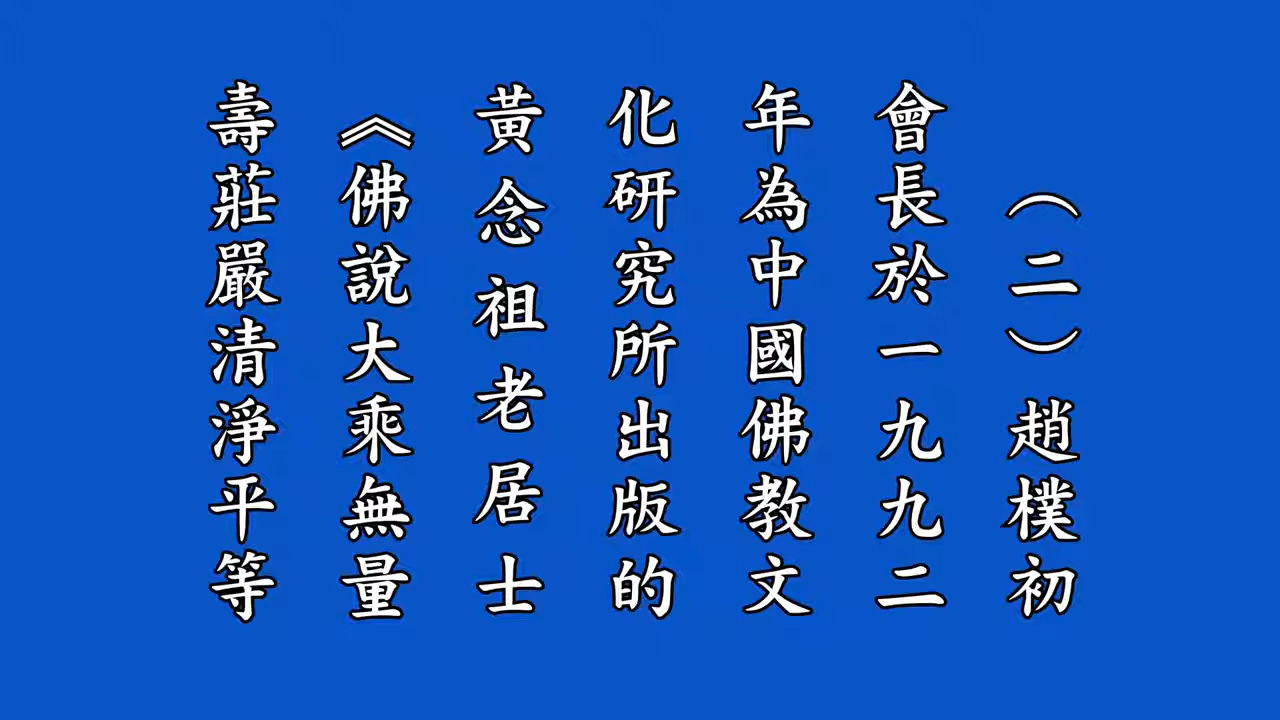 （二）趙樸初
會長於一九九二
年為中國佛教文
化研究所出版的
黃念祖老居士
《佛說大乘無量
壽莊嚴清淨平等